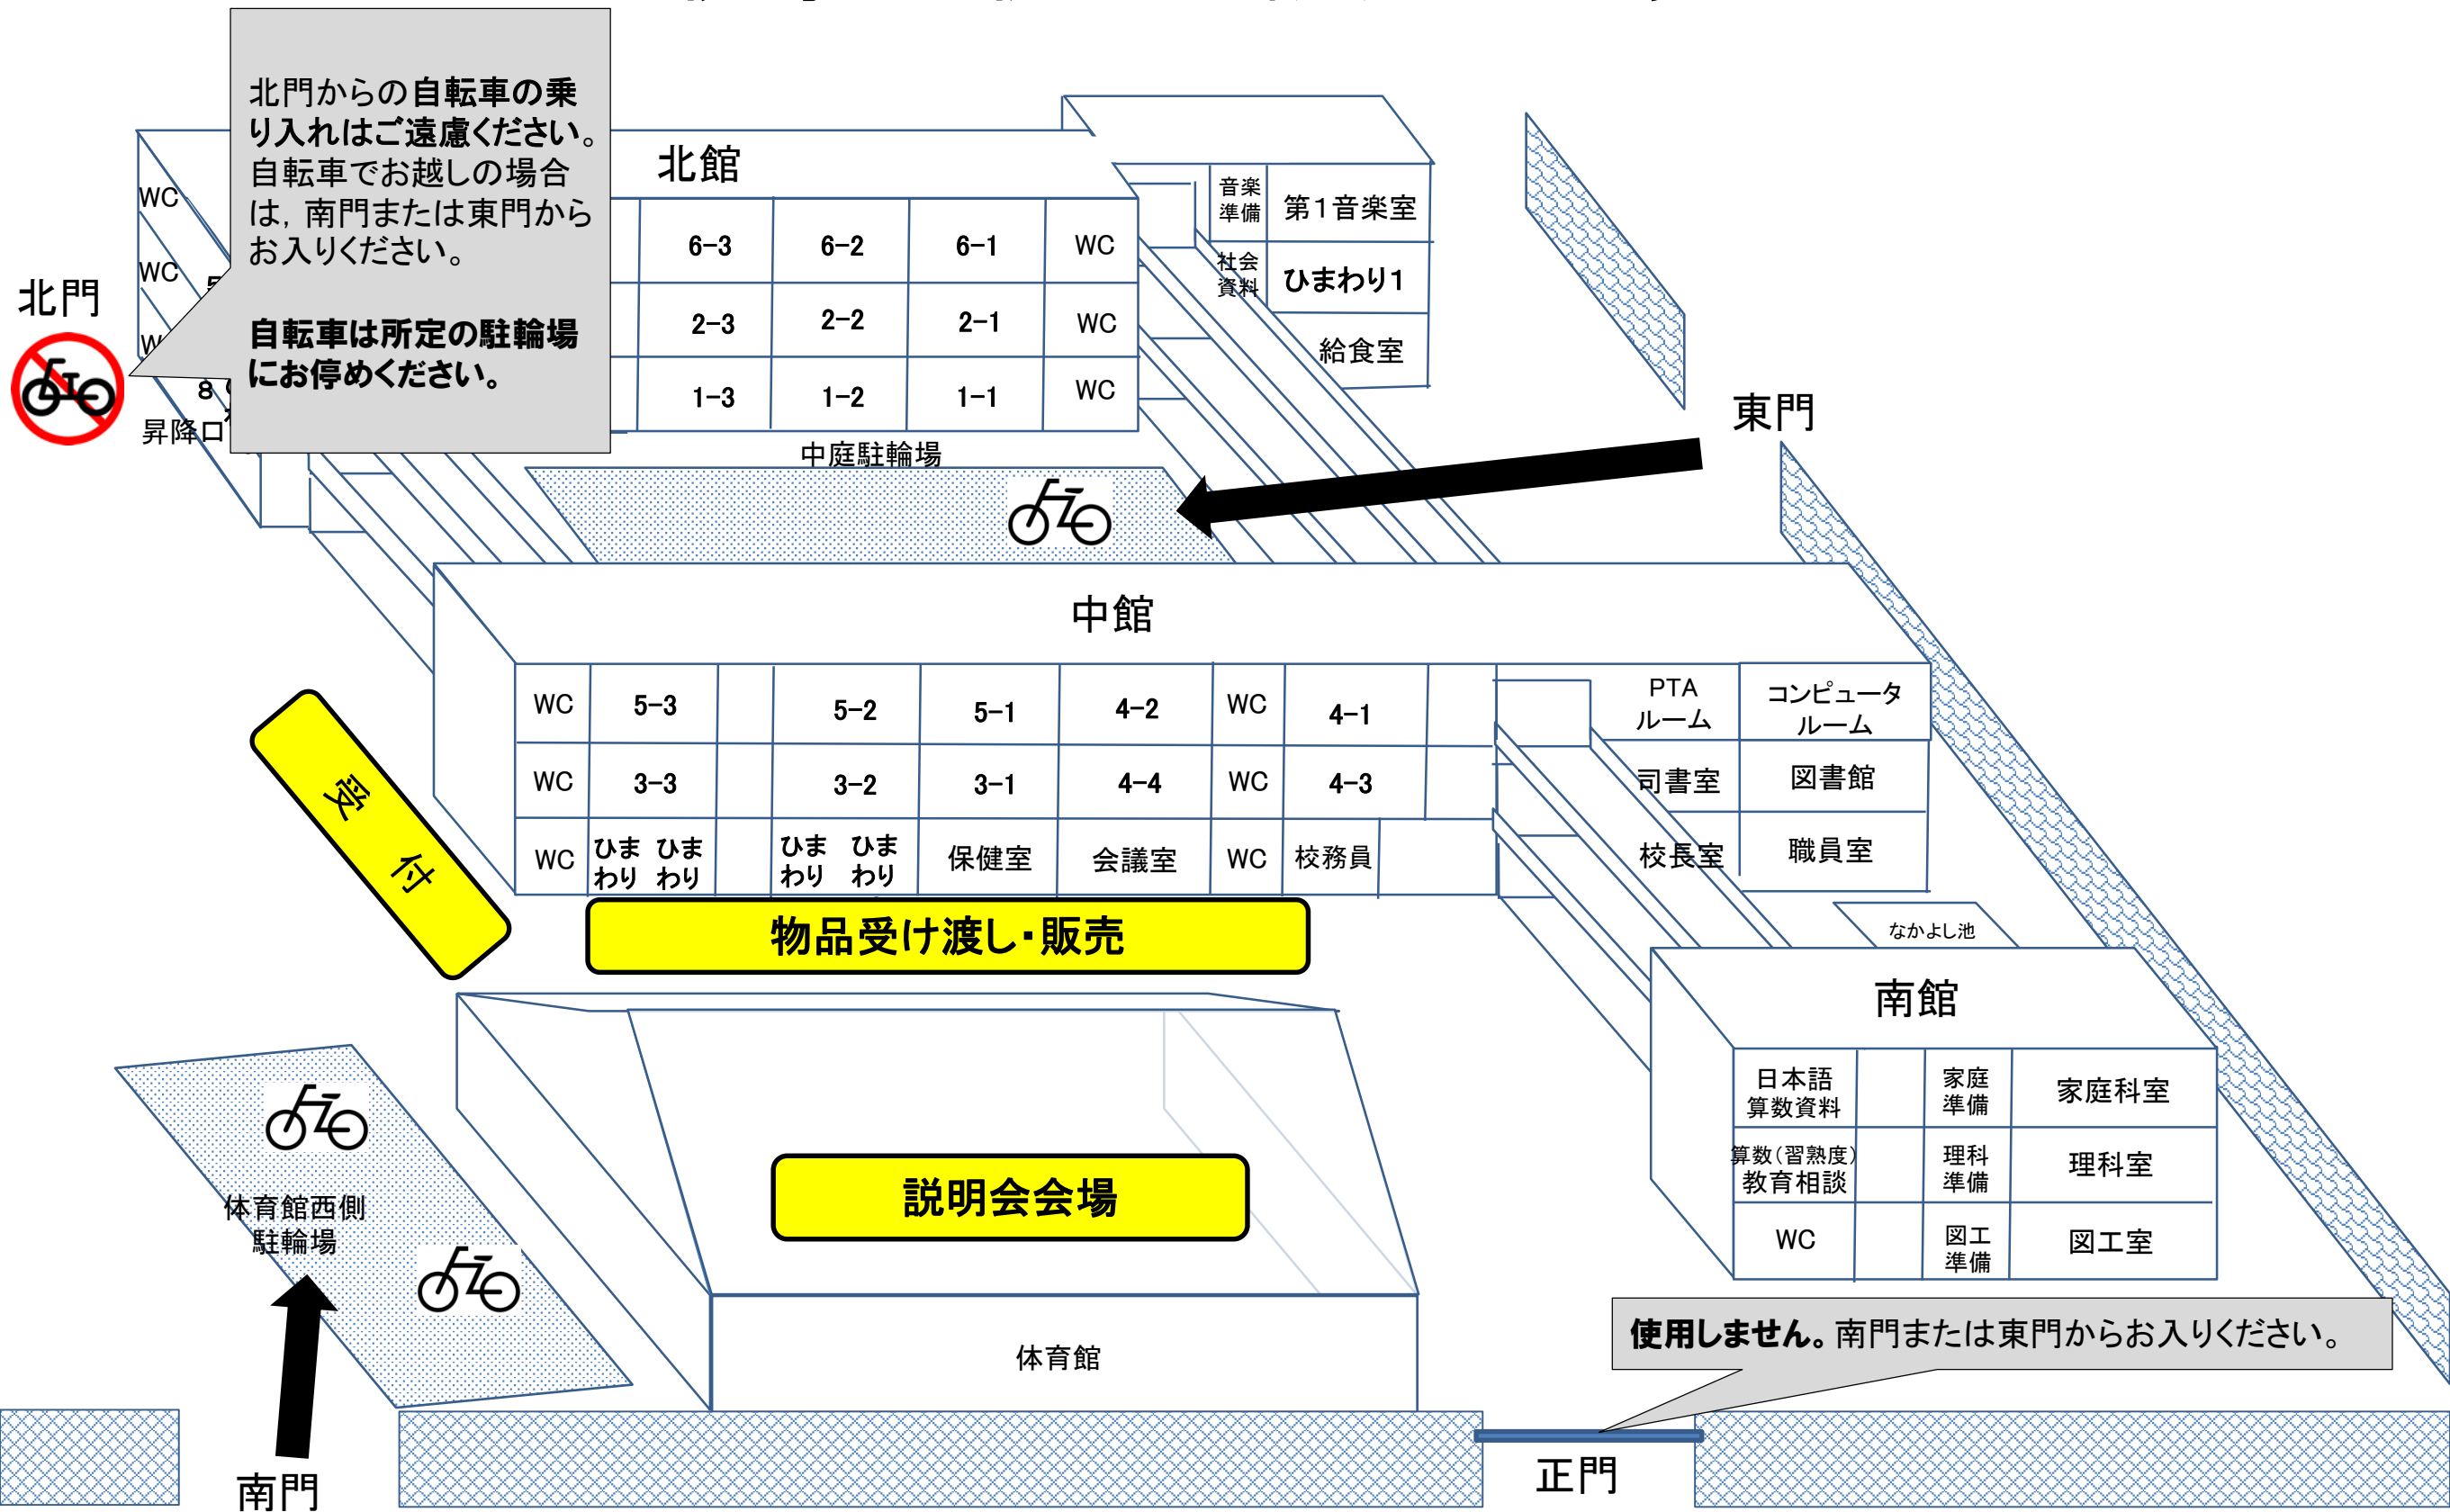 北門からの自転車の乗
り入れはご遠慮ください。
自転車でお越しの場合
は, 南門または東門から
お入りください。
自転車は所定の駐輪場
にお停めください。
北門
WC
WC
昇降口
北館
6-3 6-2 6-1 WC
2-3 2-2 2-1 WC
1-3 1-2 1-1 WC
音楽
準備
第1音楽室
社会
資料
ひまわり1
給食室
東門
中庭駐輪場
中館
WC 5-3 5-2 5-1 4-2 WC 4-1
WC 3-3 3-2 3-1 4-4 WC 4-3
WC ひま ひま ひま ひま 保健室 会議室 WC 校務員
わり わり わり わり
PTA
ルーム
コンピュータ
ルーム
司書室 図書館
校長室 職員室
なかよし池
受付
物品受け渡し・販売
南館
日本語
算数資料
家庭
準備
家庭科室
算数(習熟度)
教育相談
理科
準備
理科室
WC
図工
準備
図工室
説明会会場
体育館西側
駐輪場
体育館
使用しません。南門または東門からお入りください。
南門
正門